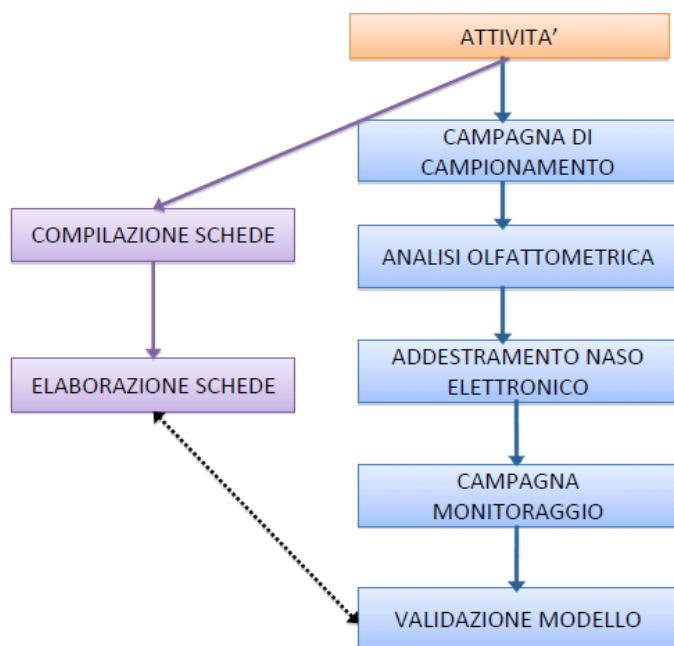 ATTIVITA’
CAMPAGNA DI
CAMPIONAMENTO
COMPILAZIONE SCHEDE
ANALISI OLFATTOMETRICA
ELABORAZIONE SCHEDE
ADDESTRAMENTO NASO
ELETTRONICO
CAMPAGNA
MONITORAGGIO
VALIDAZIONE MODELLO